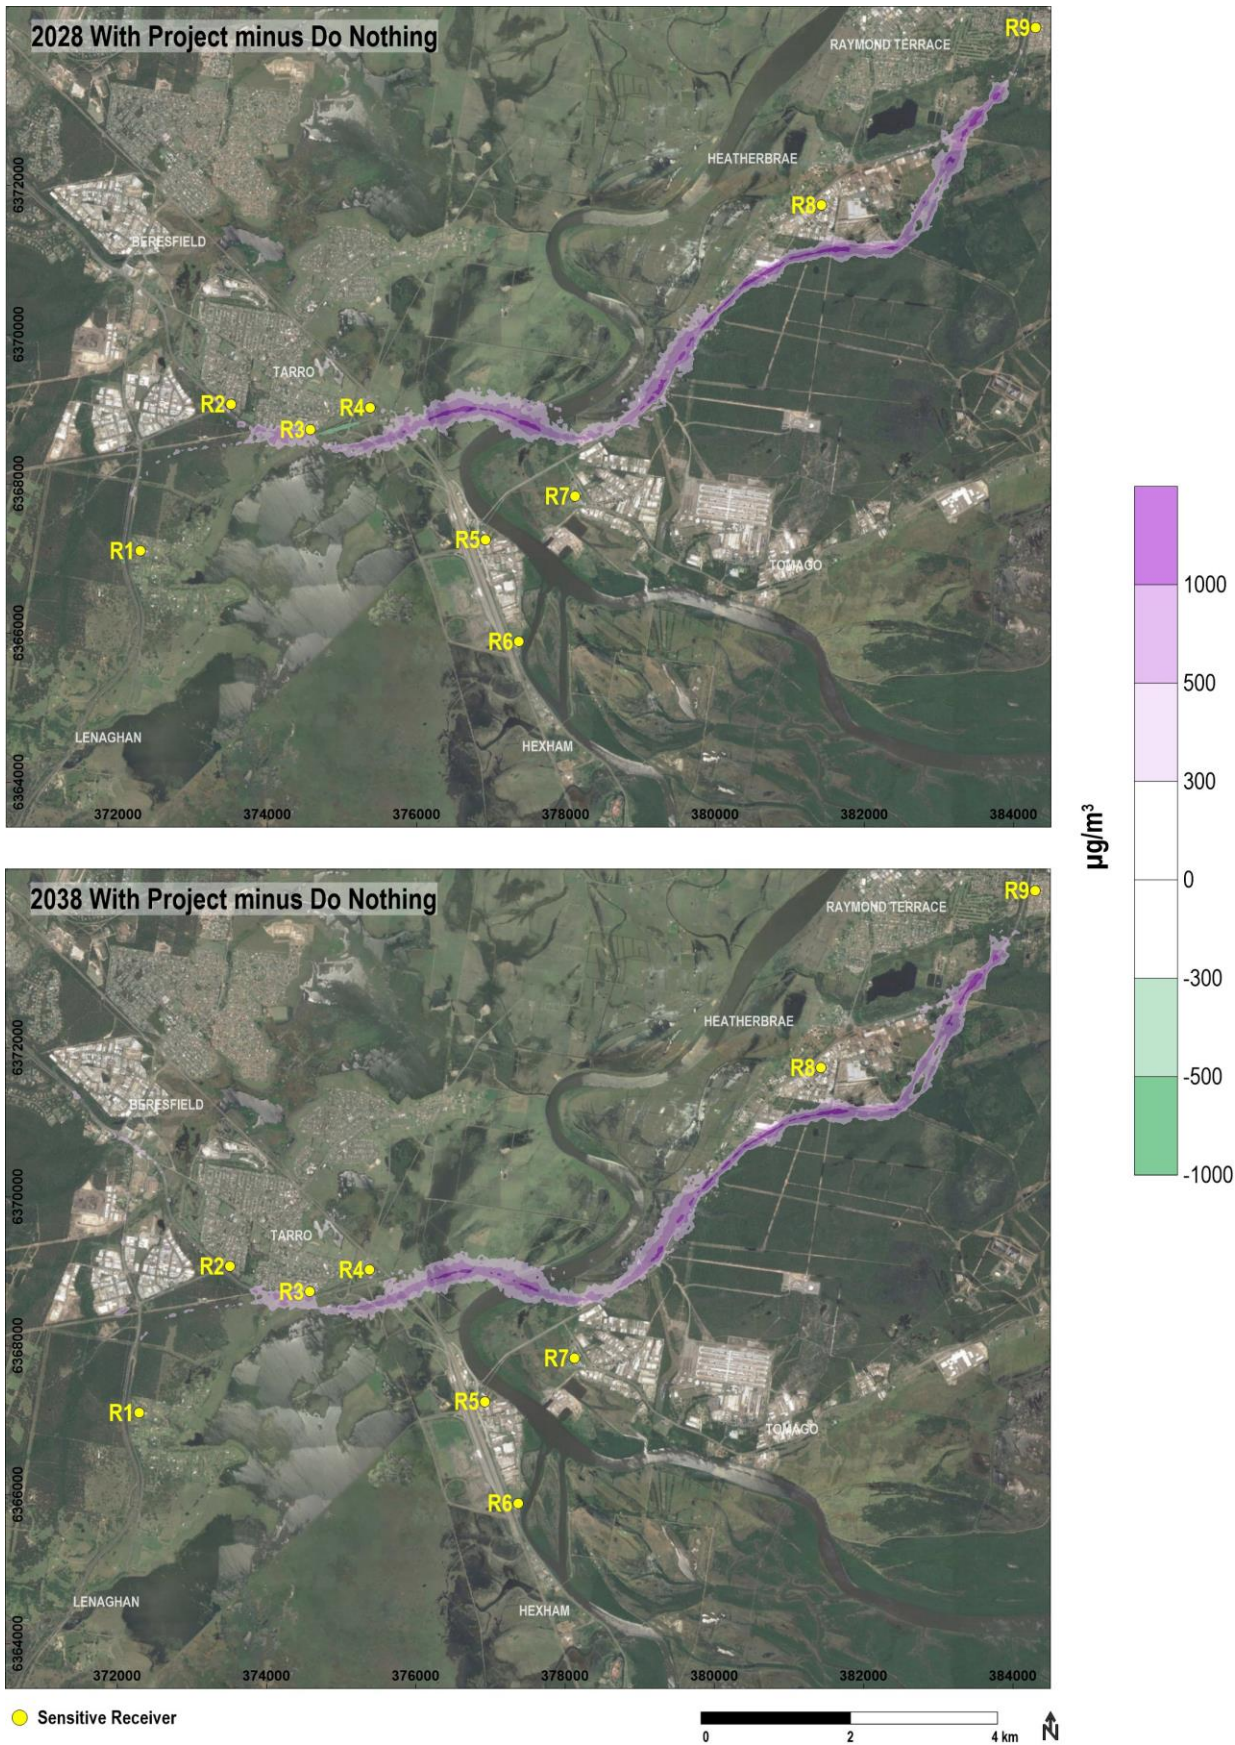 2028 With Project minus Do Nothing
R9
RAYMOND TERRACE
HEATHERBRAE
6372000
R8
BERESFIELD
6370000
TARRO
R2
R4
R3
6368000
R7
R5
R1
TOMAGO
6366000
R6
LENAGHAN
HEXHAM
6364000
372000
374000
376000
378000
380000
382000
384000
1000
500
300
0
-300
-500
-1000
µg/m³
2038 With Project minus Do Nothing
R9
RAYMOND TERRACE
HEATHERBRAE
6372000
R8
BERESFIELD
6370000
TARRO
R2
R4
R3
6368000
R7
R5
R1
TOMAGO
6366000
R6
LENAGHAN
HEXHAM
6364000
372000
374000
376000
378000
380000
382000
384000
Sensitive Receiver
0
2
4 km
N